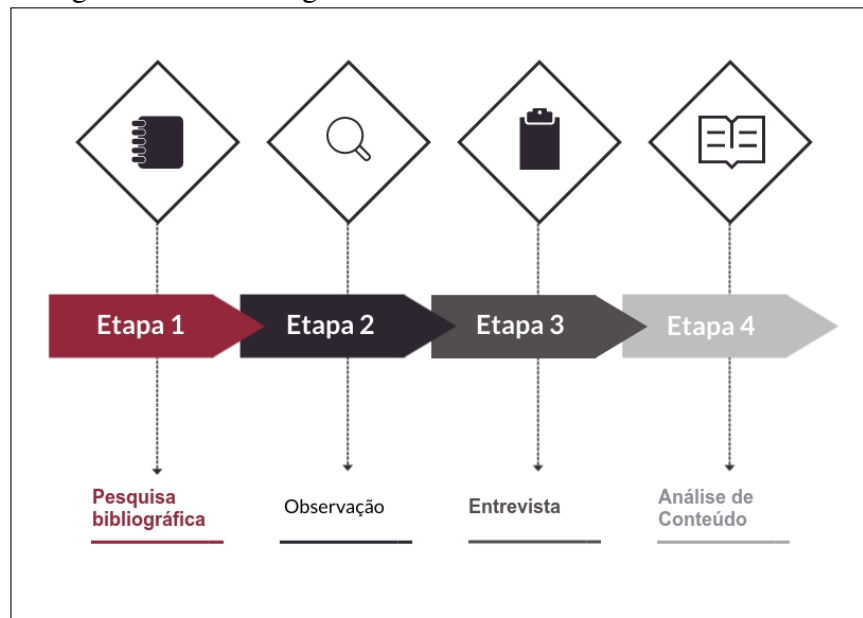 Etapa 1
Etapa 2
Etapa 3
Etapa 4
Pesquisa
bibliográfica
Observação
Entrevista
Análise de
Conteúdo